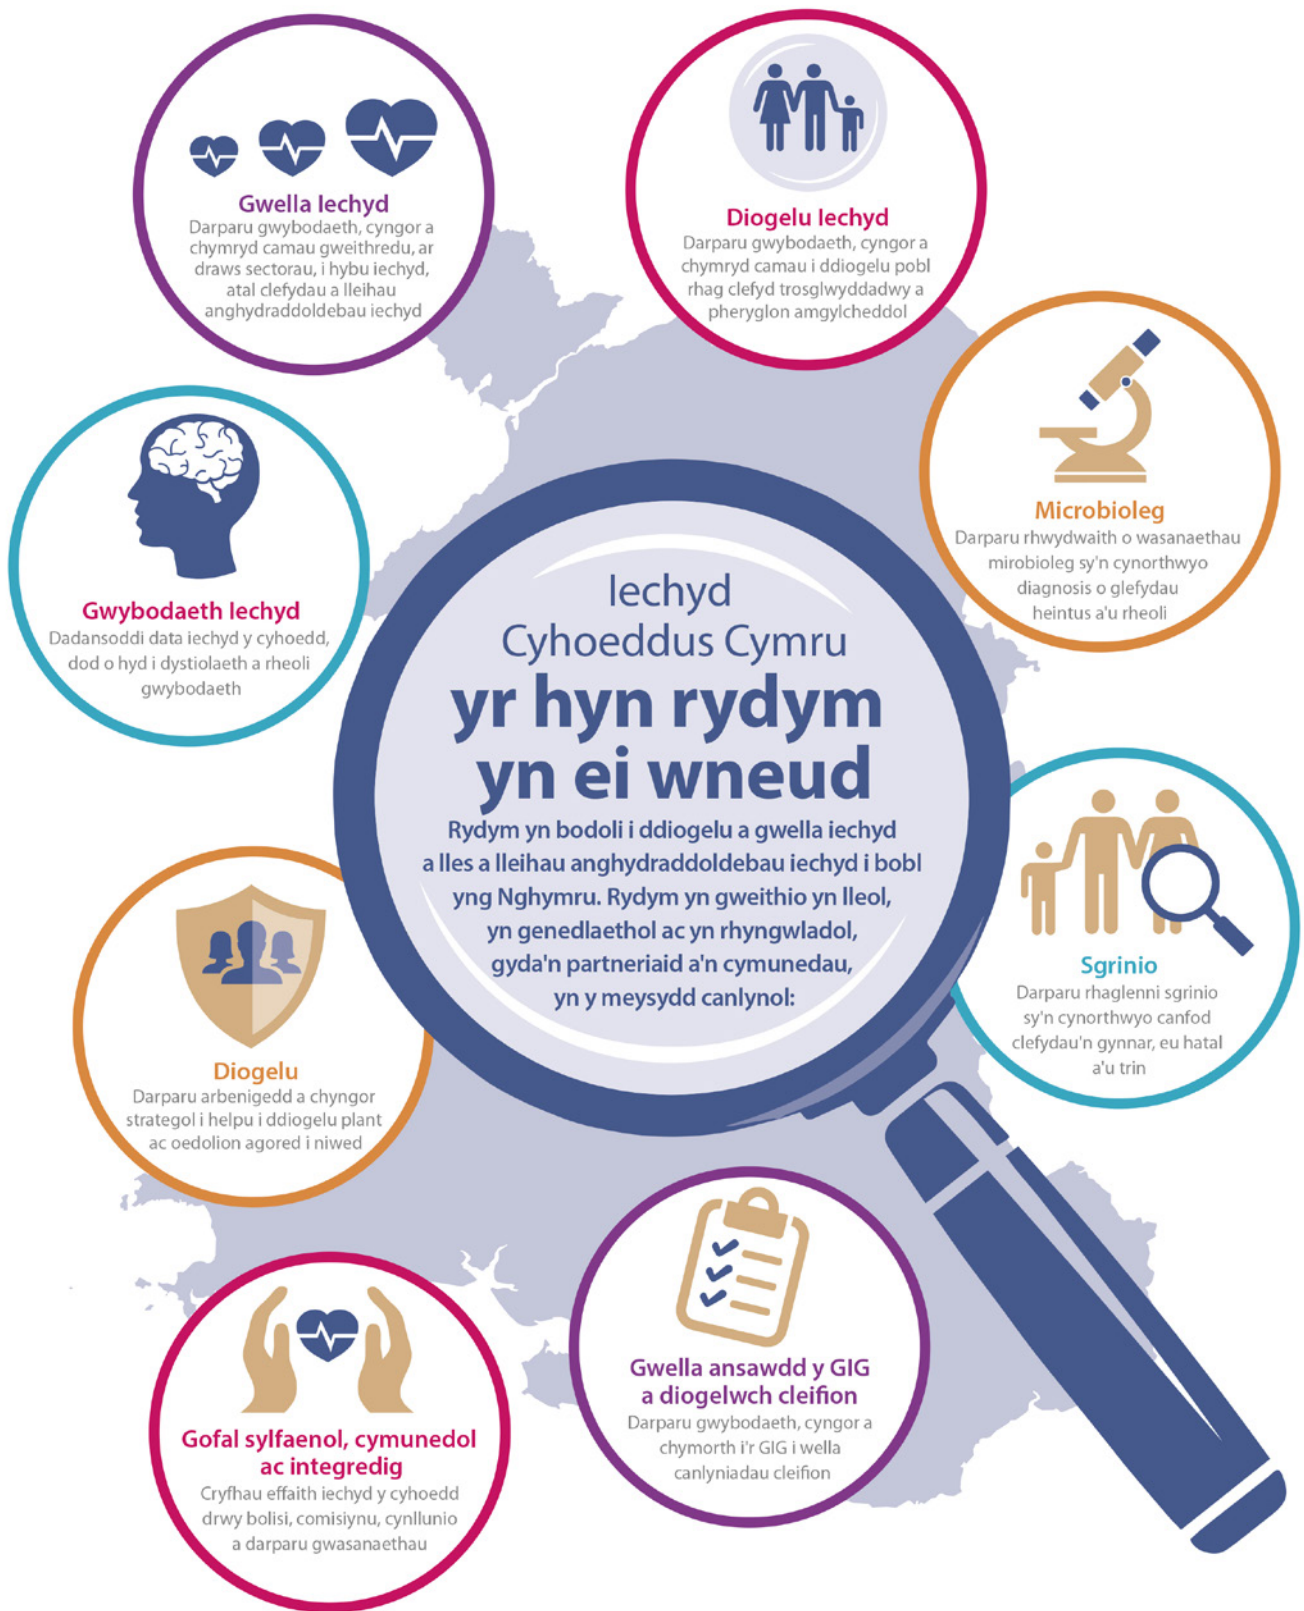 Iechyd
Cyhoeddus Cymru
yr hyn rydym
yn ei wneud
Rydym yn bodoli i ddiogelu a gwella iechyd
a lles a lleihau anghydraddoldebau iechyd i bobl
yng Nghymru. Rydym yn gweithio yn lleol,
yn genedlaethol ac yn rhyngwladol,
gyda'n partneriaid a'n cymunedau,
yn y meysydd canlynol:
Gwella Iechyd
Darparu gwybodaeth, cyngor a
chymryd camau gweithredu, ar
draws sectorau, i hybu iechyd,
atal clefydau a lleihau
anghydraddoldebau iechyd
Diogelu Iechyd
Darparu gwybodaeth, cyngor a
chymryd camau i ddiogelu pobl
rhag clefyd trosglwyddadwy a
pheryglon amgylcheddol
Microbioleg
Darparu rhwydwaith o wasanaethau
mirobioleg sy'n cynorthwyo
diagnosis o glefydau
heintus a'u rheoli
Sgrinio
Darparu rhaglenni sgrinio
sy'n cynorthwyo canfod
clefydau'n gynnar, eu hatal
a'u trin
Gwella ansawdd y GIG
a diogelwch cleifion
Darparu gwybodaeth, cyngor a
chymorth i'r GIG i wella
canlyniadau cleifion
Gofal sylfaenol, cymunedol
ac integredig
Cryfhau effaith iechyd y cyhoedd
drwy bolisi, comisiynu, cynllunio
a darparu gwasanaethau
Diogelu
Darparu arbenigedd a chyngor
strategol i helpu i ddiogelu plant
ac oedolion agored i niwed
Gwybodaeth Iechyd
Dadansoddi data iechyd y cyhoedd,
dod o hyd i dystiolaeth a rheoli
gwybodaeth